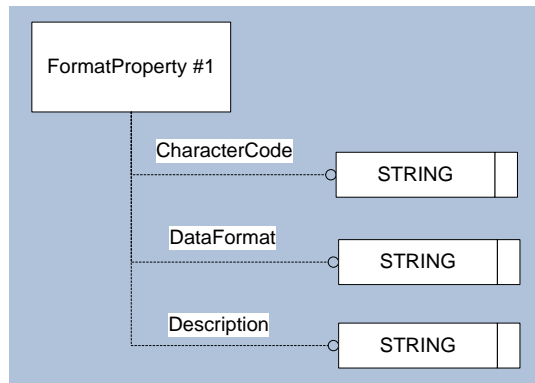 FormatProperty #1
CharacterCode
STRING
DataFormat
STRING
Description
STRING